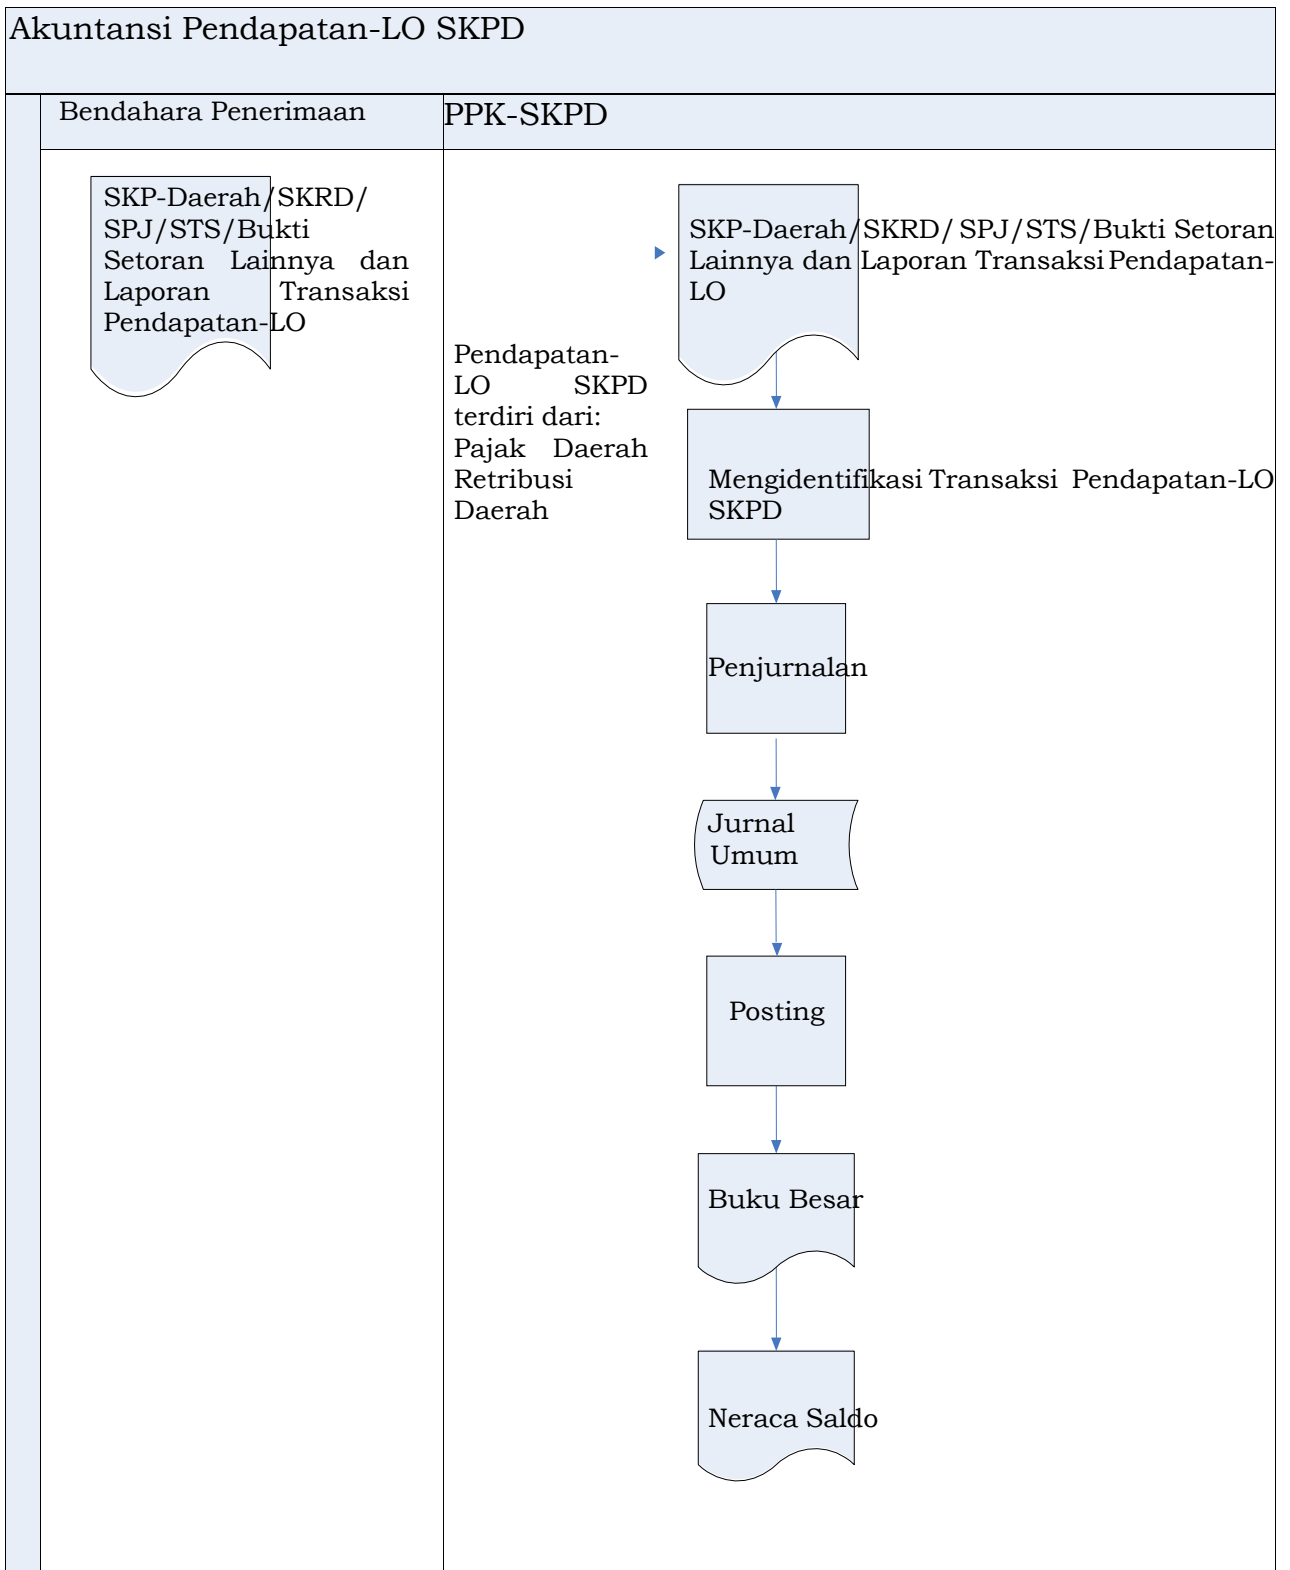 Akuntansi Pendapatan-LO SKPD
Bendahara Penerimaan
PPK-SKPD
SKP-Daerah/SKRD/
SPJ/STS/Bukti
Setoran Lainnya dan
Laporan Transaksi
Pendapatan-LO
SKP-Daerah/SKRD/ SPJ/STS/Bukti Setoran
Lainnya dan Laporan Transaksi Pendapatan-
LO
Pendapatan-
LO SKPD
terdiri dari:
Pajak Daerah
Retribusi
Daerah
Mengidentifikasi Transaksi Pendapatan-LO
SKPD
Penjurnalan
Jurnal
Umum
Posting
Buku Besar
Neraca Saldo